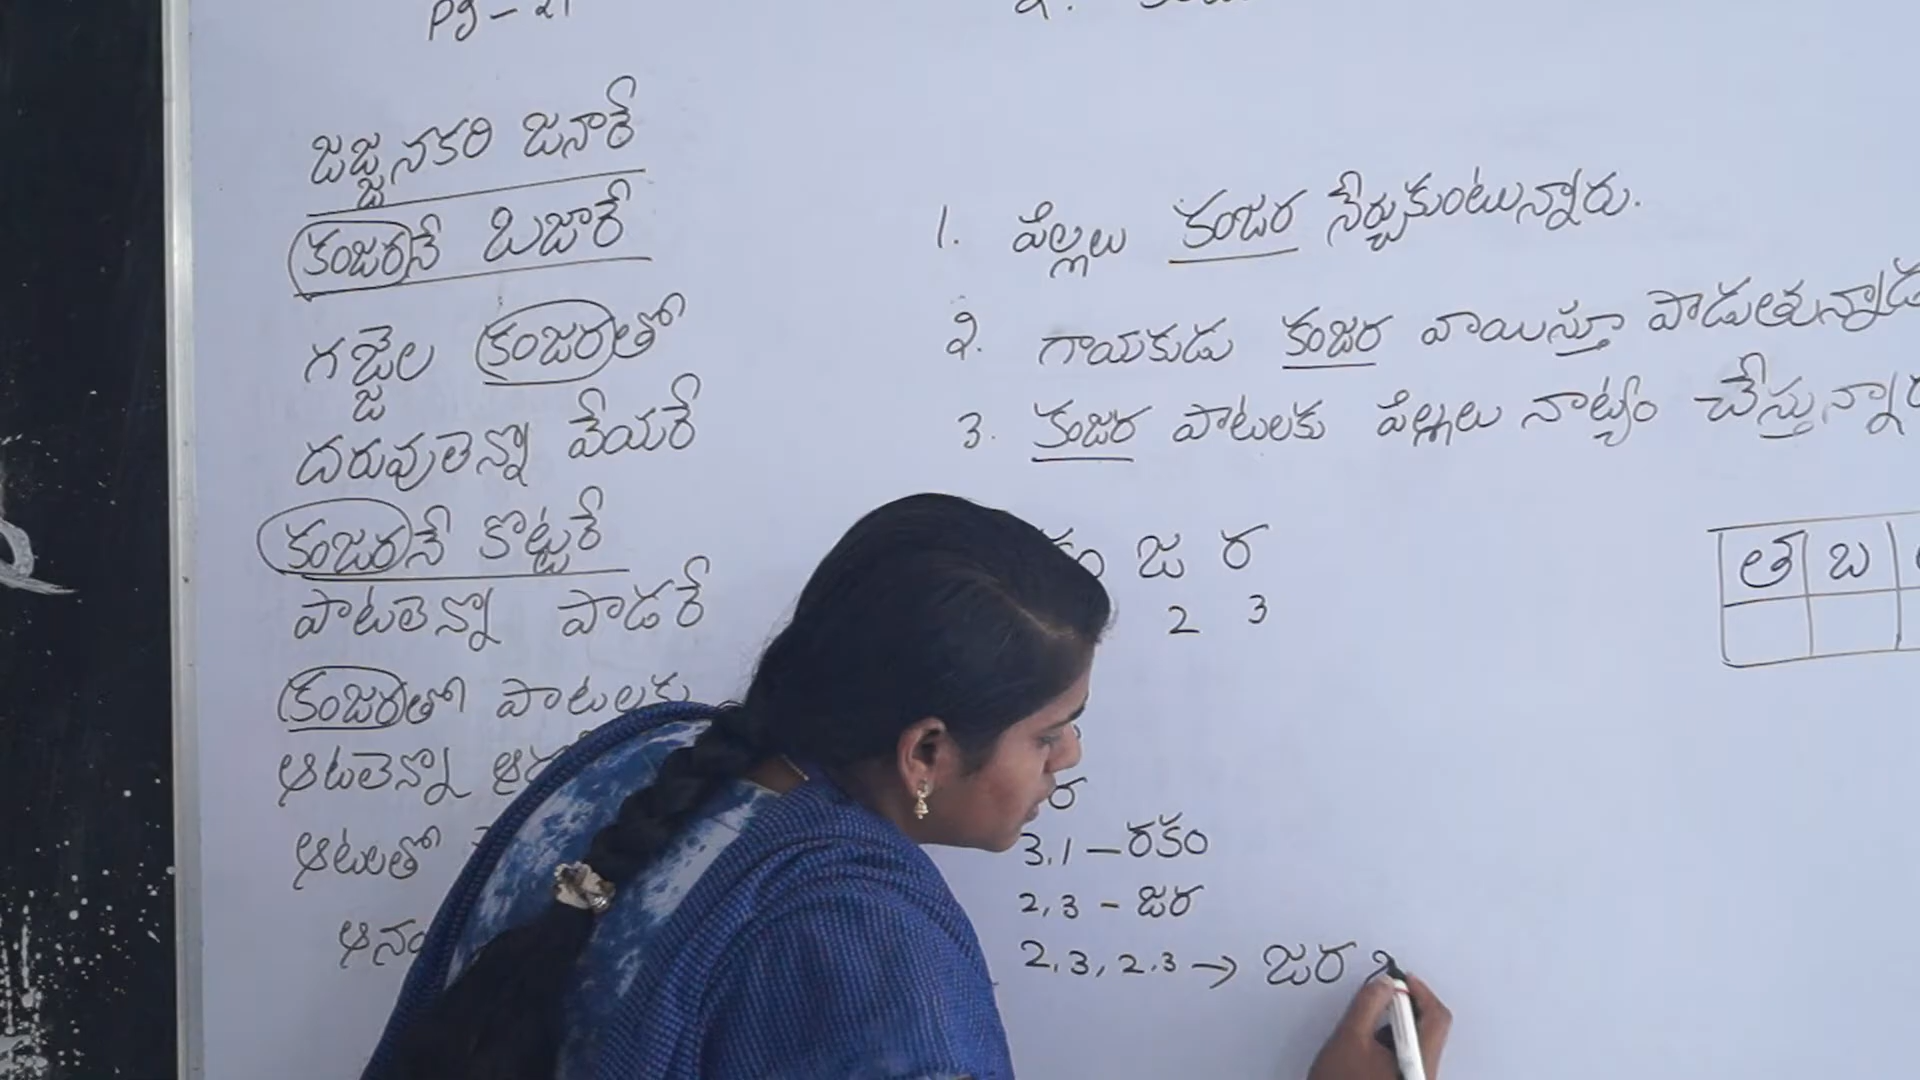 Pg - 21
జజ్జనకరి జనారే
కంజరనే ఓజారే
గజ్జెల కంజరతో
దరువులెన్నో వేయరే
కంజరనే కొట్టరే
పాటలెన్నో పాడరే
కంజరతో పాటలకు
ఆటలెన్నో
ఆటలతో
2.
1. పిల్లలు కంజర నేర్చుకుంటున్నారు.
2. గాయకుడు కంజర వాయిస్తూ పాడుతున్నాడు
3. కంజర పాటలకు పిల్లలు నాట్యం చేస్తున్నార
కం జ ర
2 3
ర
3,1 – రకం
2,3 – జర
2,3,2,3 → జర
త బ